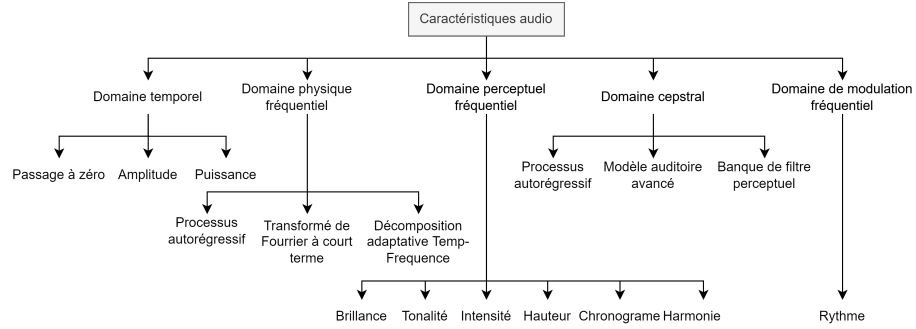 Caractéristiques audio
Domaine temporel
Domaine physique
fréquentiel
Domaine perceptuel
fréquentiel
Domaine cepstral
Domaine de modulation
fréquentiel
Passage à zéro
Amplitude
Puissance
Processus
autorégressif
Modèle auditoire
avancé
Banque de filtre
perceptuel
Processus
autorégressif
Transformé de
Fourrier à court
terme
Décomposition
adaptative Temp-
Frequence
Brillance
Tonalité
Intensité
Hauteur
Chronograme
Harmonie
Rythme